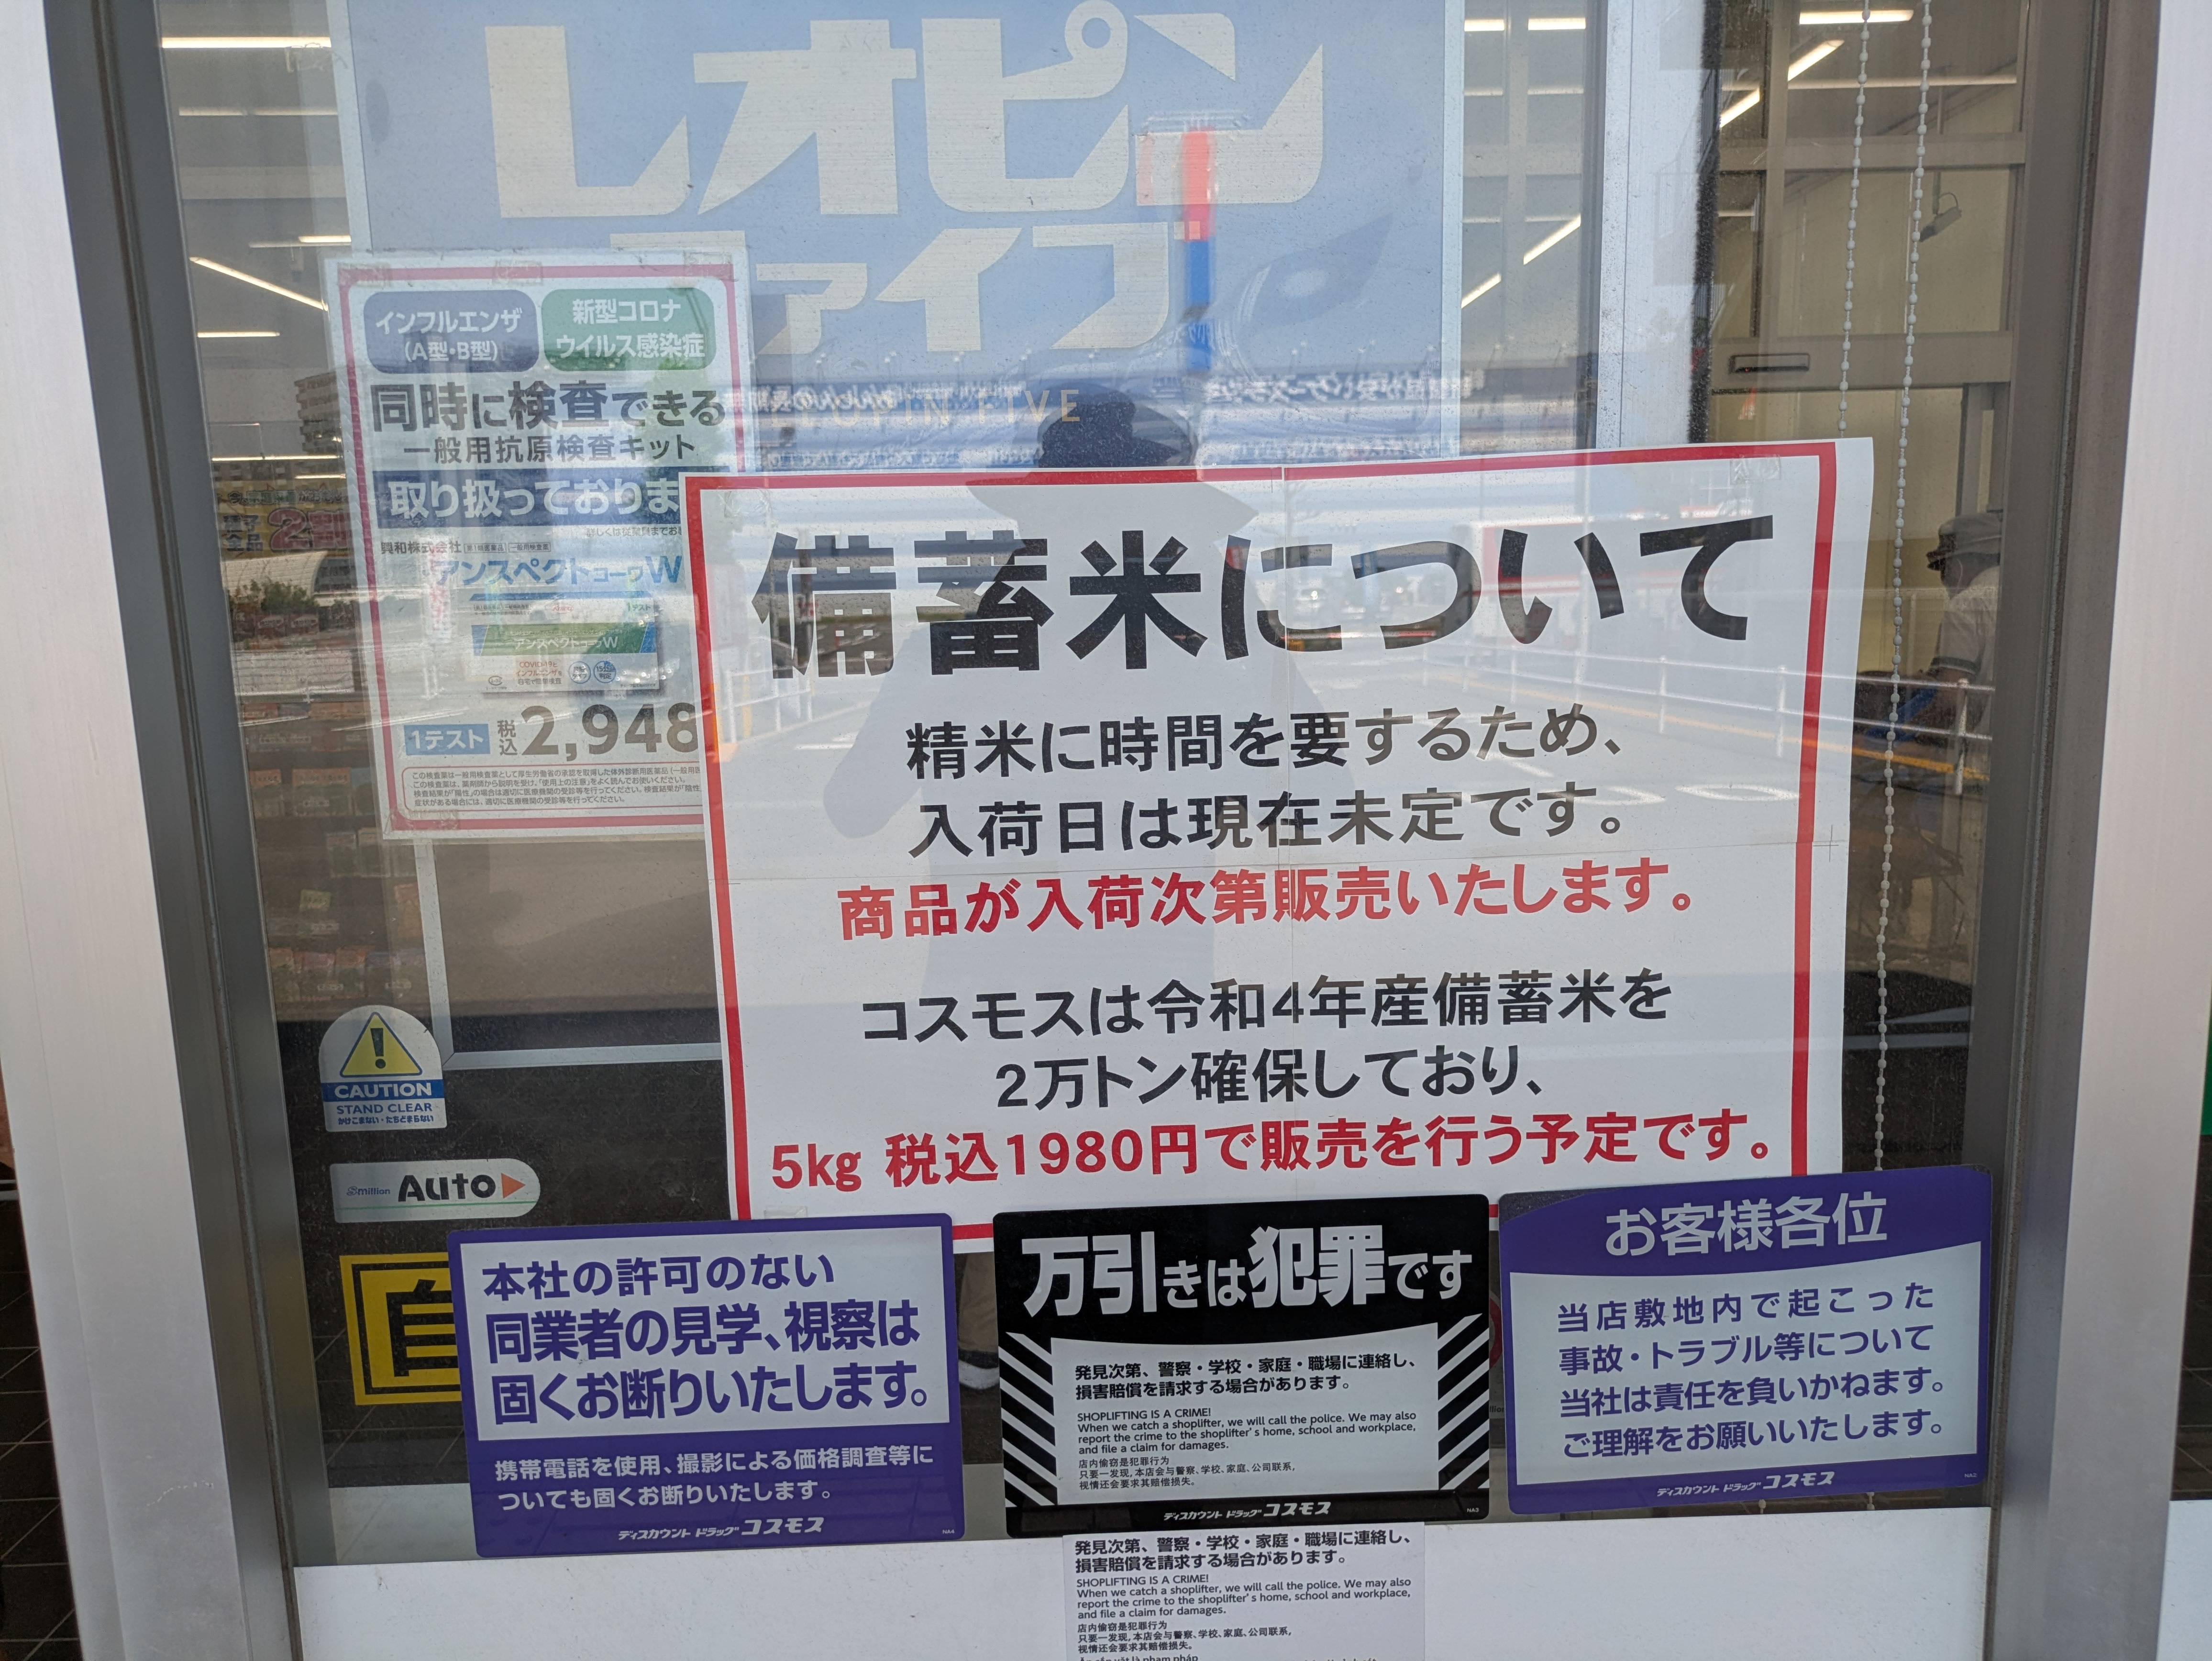 レオピン
ファイブ
インフルエンザ
(A型・B型)
新型コロナ
ウイルス感染症
同時に検査できる
一般用抗原検査キット
取り扱っておりま
興和株式会社
アンスペクトコーワW
1テスト
税込2,948
備蓄米について
精米に時間を要するため、
入荷日は現在未定です。
商品が入荷次第販売いたします。
コスモスは令和4年産備蓄米を
2万トン確保しており、
5kg 税込1980円で販売を行う予定です。
CAUTION
STAND CLEAR
かけこまない・たちどまらない
Auto
自
本社の許可のない
同業者の見学、視察は
固くお断りいたします。
携帯電話を使用、撮影による価格調査等に
ついても固くお断りいたします。
ディスカウント ドラッグ コスモス
万引きは犯罪です
発見次第、警察・学校・家庭・職場に連絡し、
損害賠償を請求する場合があります。
SHOPLIFTING IS A CRIME!
When we catch a shoplifter, we will call the police. We may also
report the crime to the shoplifter's home, school and workplace,
and file a claim for damages.
店内偷窃是犯罪行为
只要一发现，本店会与警察、学校、家庭、公司联系，
视情还会要求其赔偿损失。
ディスカウント ドラッグ コスモス
お客様各位
当店敷地内で起こった
事故・トラブル等について
当社は責任を負いかねます。
ご理解をお願いいたします。
ディスカウント ドラッグ コスモス
発見次第、警察・学校・家庭・職場に連絡し、
損害賠償を請求する場合があります。
SHOPLIFTING IS A CRIME!
When we catch a shoplifter, we will call the police. We may also
report the crime to the shoplifter's home, school and workplace,
and file a claim for damages.
店内偷窃是犯罪行为
只要一发现，本店会与警察、学校、家庭、公司联系，
视情还会要求其赔偿损失。